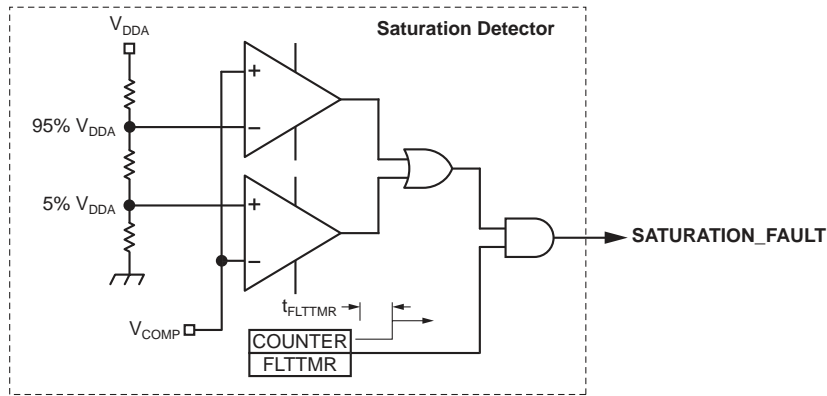 V_DDA
Saturation Detector
+
95% V_DDA
−
5% V_DDA
+
SATURATION_FAULT
−
t_FLTTMR
V_COMP
COUNTER
FLTTMR